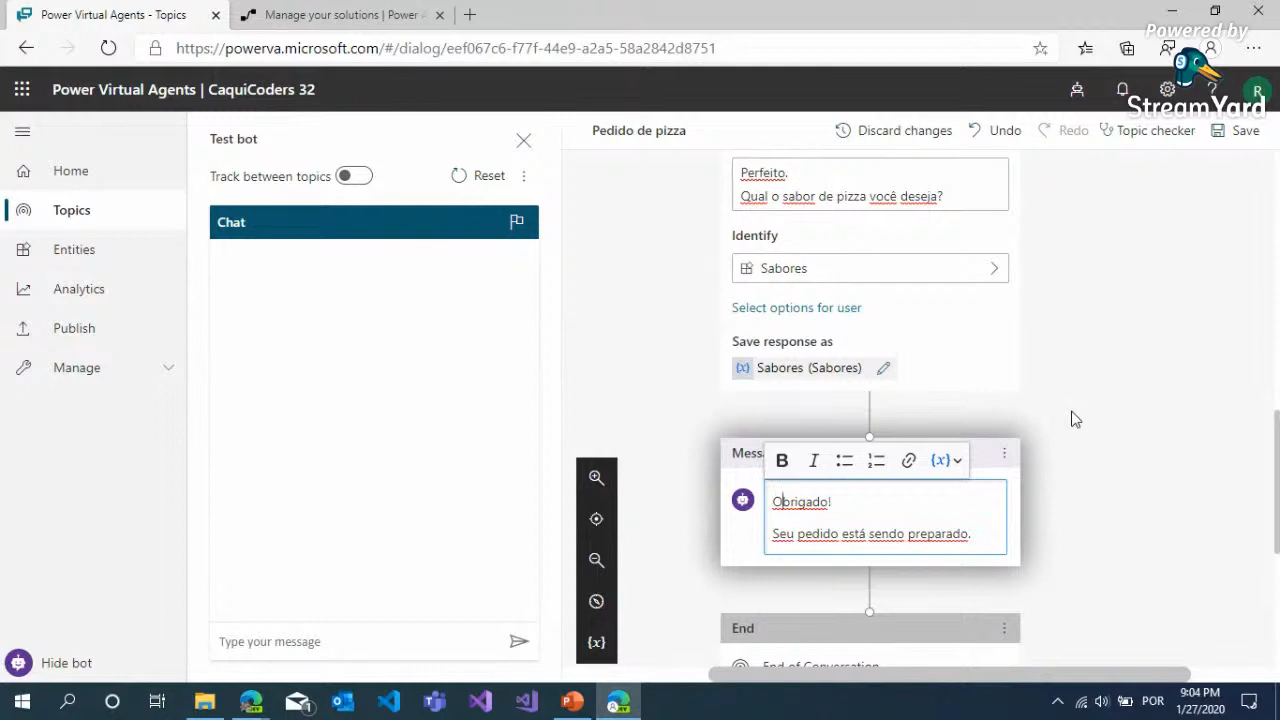 Power Virtual Agents - Topics
Manage your solutions | Power A
https://powerva.microsoft.com/#/dialog/eef067c6-f77f-44e9-a2a5-58a2842d8751
Powered by
StreamYard
Power Virtual Agents | CaquiCoders 32
R
Home
Topics
Entities
Analytics
Publish
Manage
Hide bot
Test bot
Track between topics
Reset
Chat
Type your message
Pedido de pizza
Discard changes
Undo
Redo
Topic checker
Save
Perfeito.
Qual o sabor de pizza você deseja?
Identify
Sabores
Select options for user
Save response as
{x} Sabores (Sabores)
Messa
B I {x}
Obrigado!
Seu pedido está sendo preparado.
{x}
End
End of Conversation
POR
9:04 PM
1/27/2020